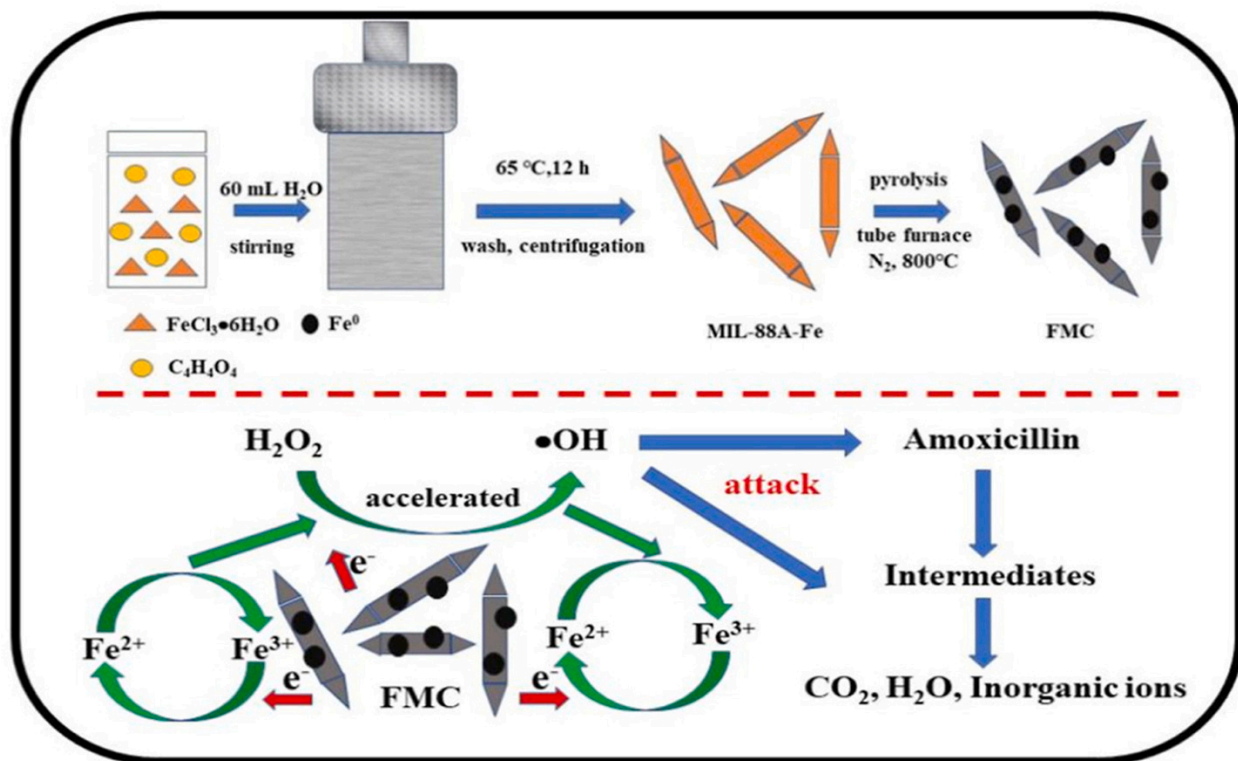 60 mL H₂O
stirring
65 °C,12 h
wash, centrifugation
pyrolysis
tube furnace
N₂, 800°C
FeCl₃•6H₂O
Fe⁰
C₄H₄O₄
MIL-88A-Fe
FMC
H₂O₂
•OH
Amoxicillin
accelerated
attack
e⁻
Intermediates
Fe²⁺
Fe³⁺
Fe²⁺
Fe³⁺
e⁻
e⁻
FMC
CO₂, H₂O, Inorganic ions